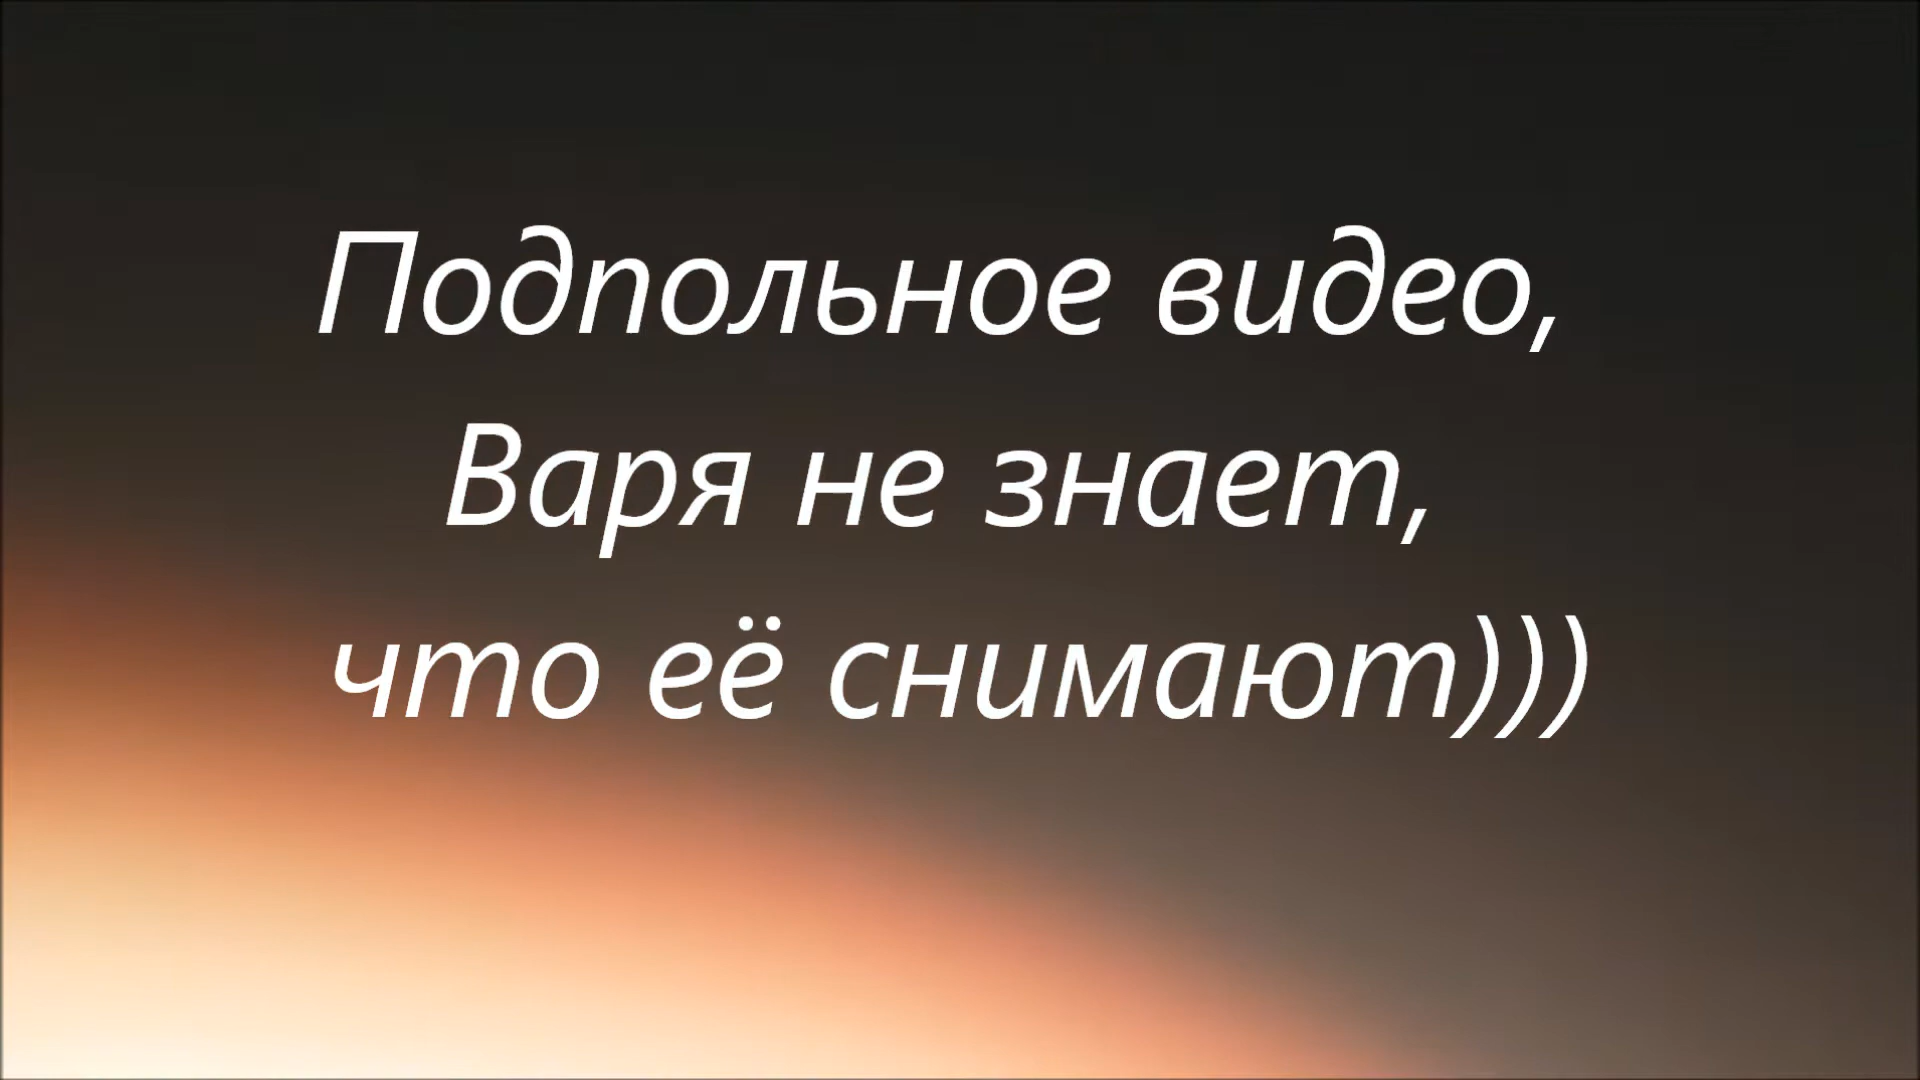 Подпольное видео,
Варя не знает,
что её снимают)))